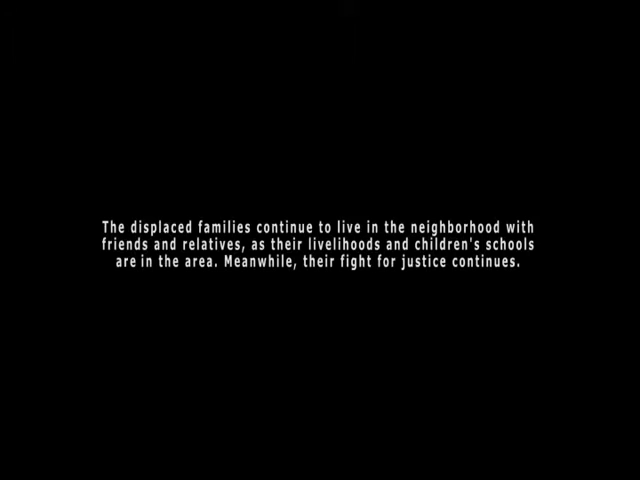 The displaced families continue to live in the neighborhood with
friends and relatives, as their livelihoods and children's schools
are in the area. Meanwhile, their fight for justice continues.